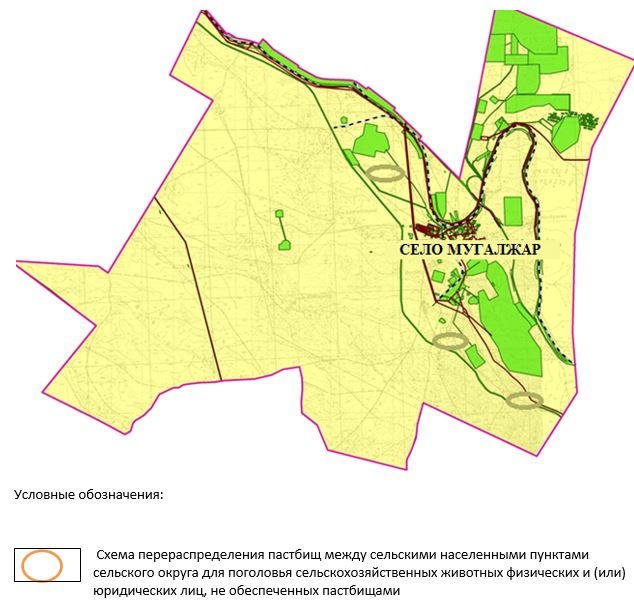 СЕЛО МУГАЛЖАР
Условные обозначения:
Схема перераспределения пастбищ между сельскими населенными пунктами
сельского округа для поголовья сельскохозяйственных животных физических и (или)
юридических лиц, не обеспеченных пастбищами